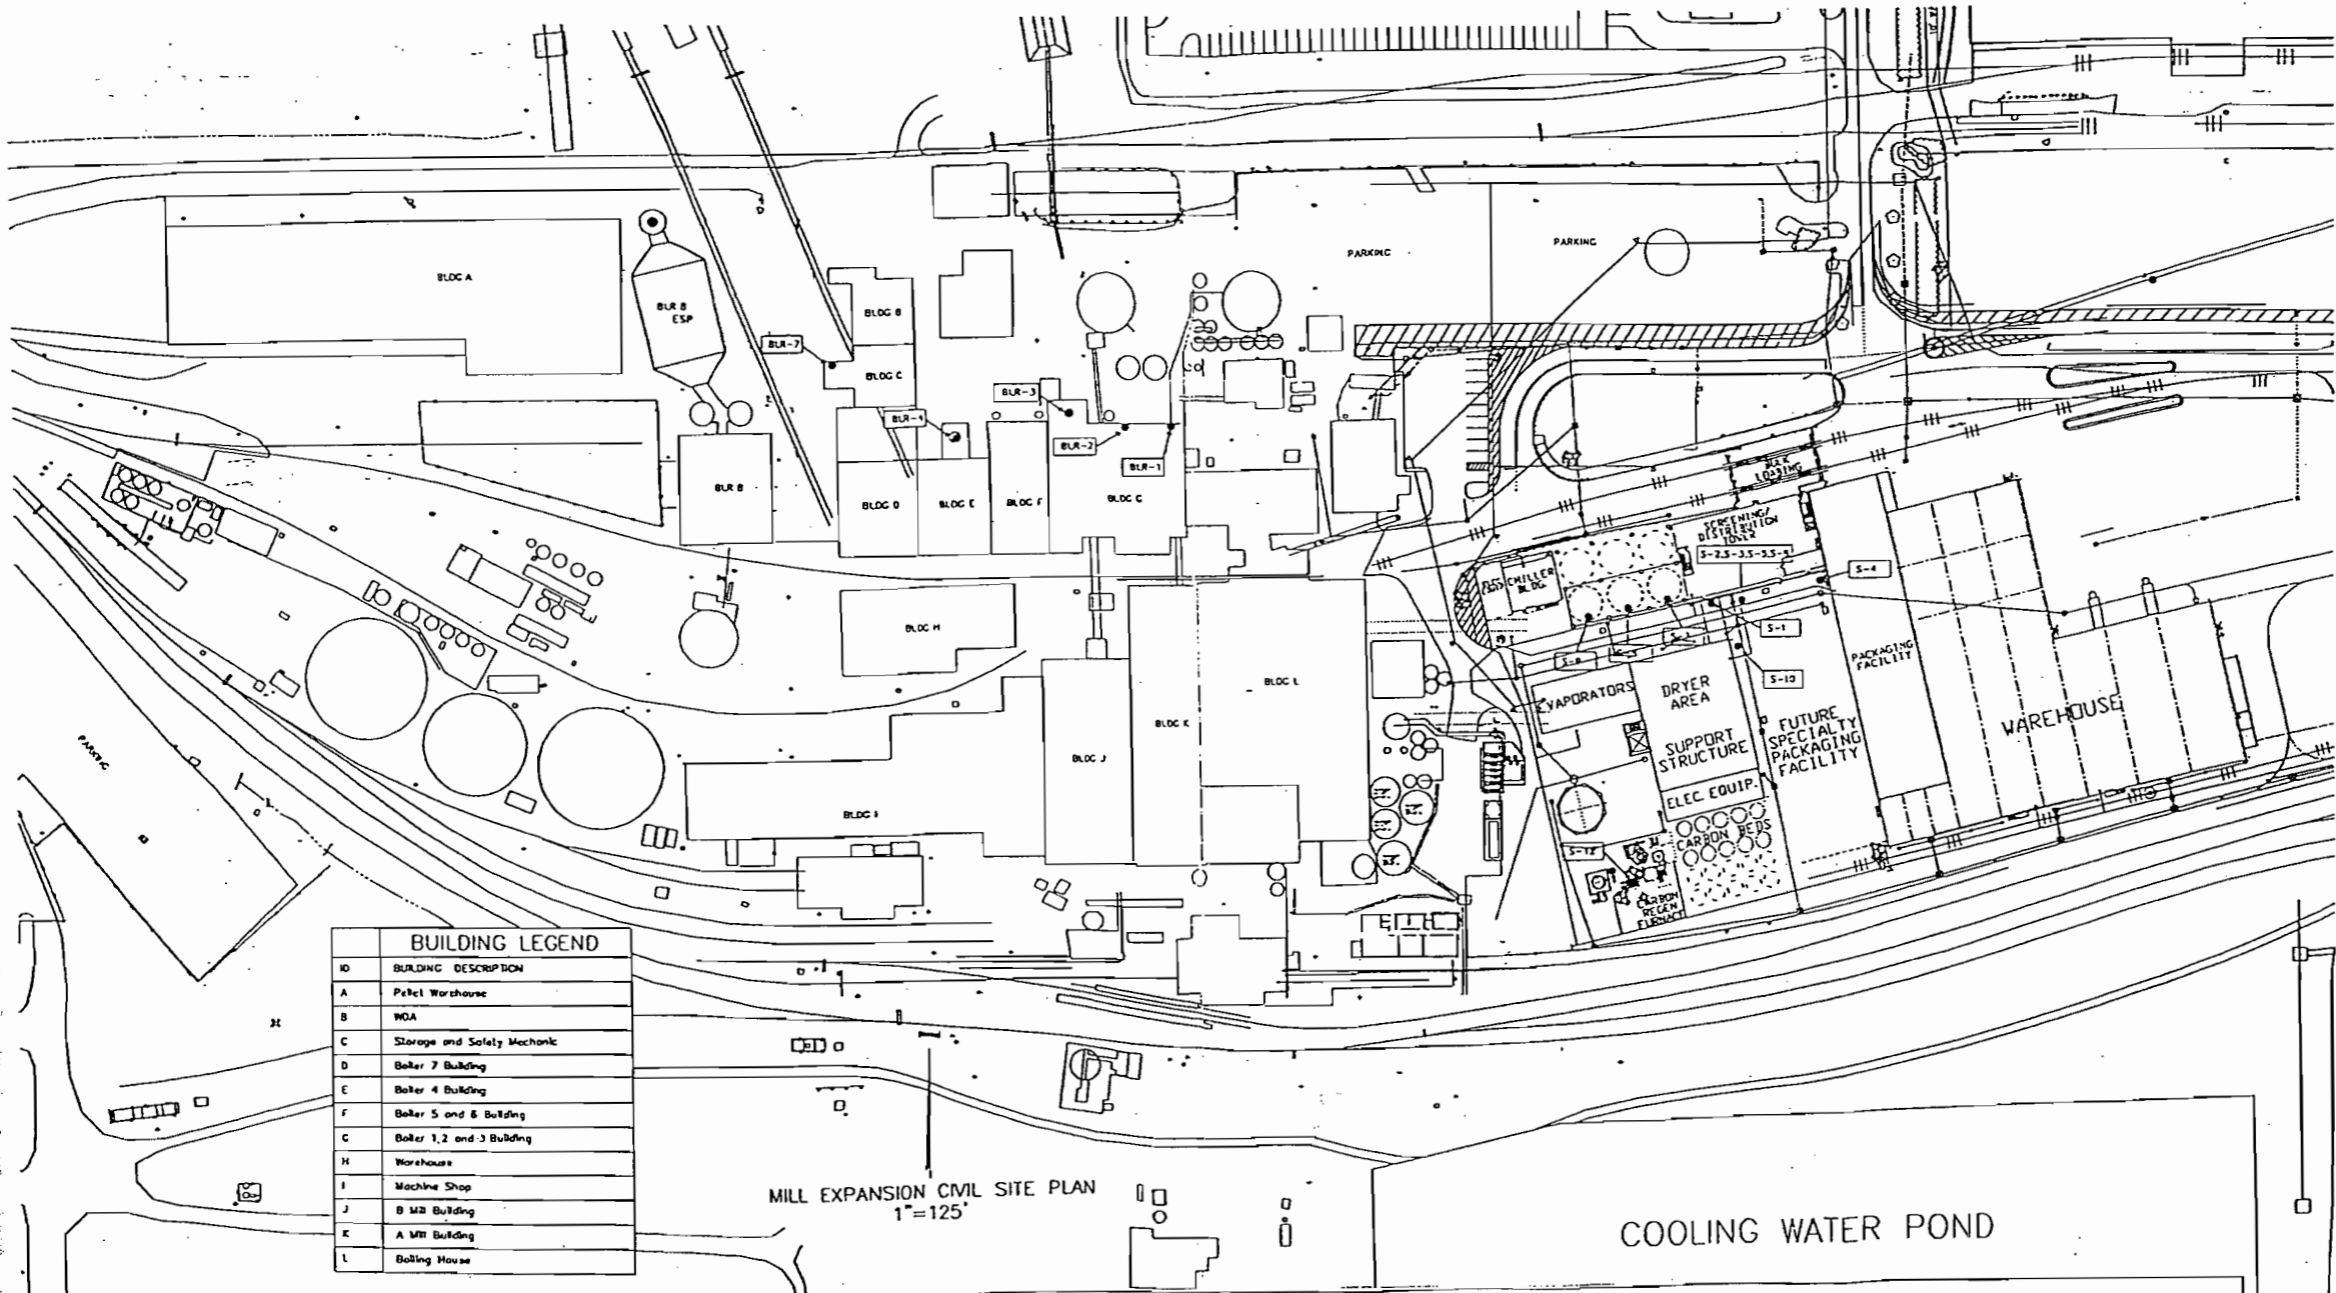 PARKING
PARKING
BLDG A
BLR 8
ESP
BLDG B
BLR-7
BLDG C
BLR-3
BLR-4
BLR-2
BLR-1
BULK
LOADING
BLR 8
BLDG D
BLDG E
BLDG F
BLDG G
SCREENING/
DISTRIBUTION
TOWER
CHILLER
BLDG.
S-4
BLDG H
S-1
S-10
PACKAGING
FACILITY
BLDG L
BLDG K
EVAPORATORS
DRYER
AREA
WAREHOUSE
FUTURE
SPECIALTY
PACKAGING
FACILITY
SUPPORT
STRUCTURE
PARKING
BLDG J
ELEC. EQUIP.
BLDG I
CARBON BEDS
S-12
CARBON
REGEN
FURNACE
BUILDING LEGEND
ID BUILDING DESCRIPTION
A Pellet Warehouse
B WDA
C Storage and Safety Mechanic
D Boiler 7 Building
E Boiler 4 Building
F Boiler 5 and 6 Building
G Boiler 1,2 and 3 Building
H Warehouse
I Machine Shop
J B Mill Building
K A Mill Building
L Boiling House
MILL EXPANSION CIVIL SITE PLAN
1"=125'
COOLING WATER POND